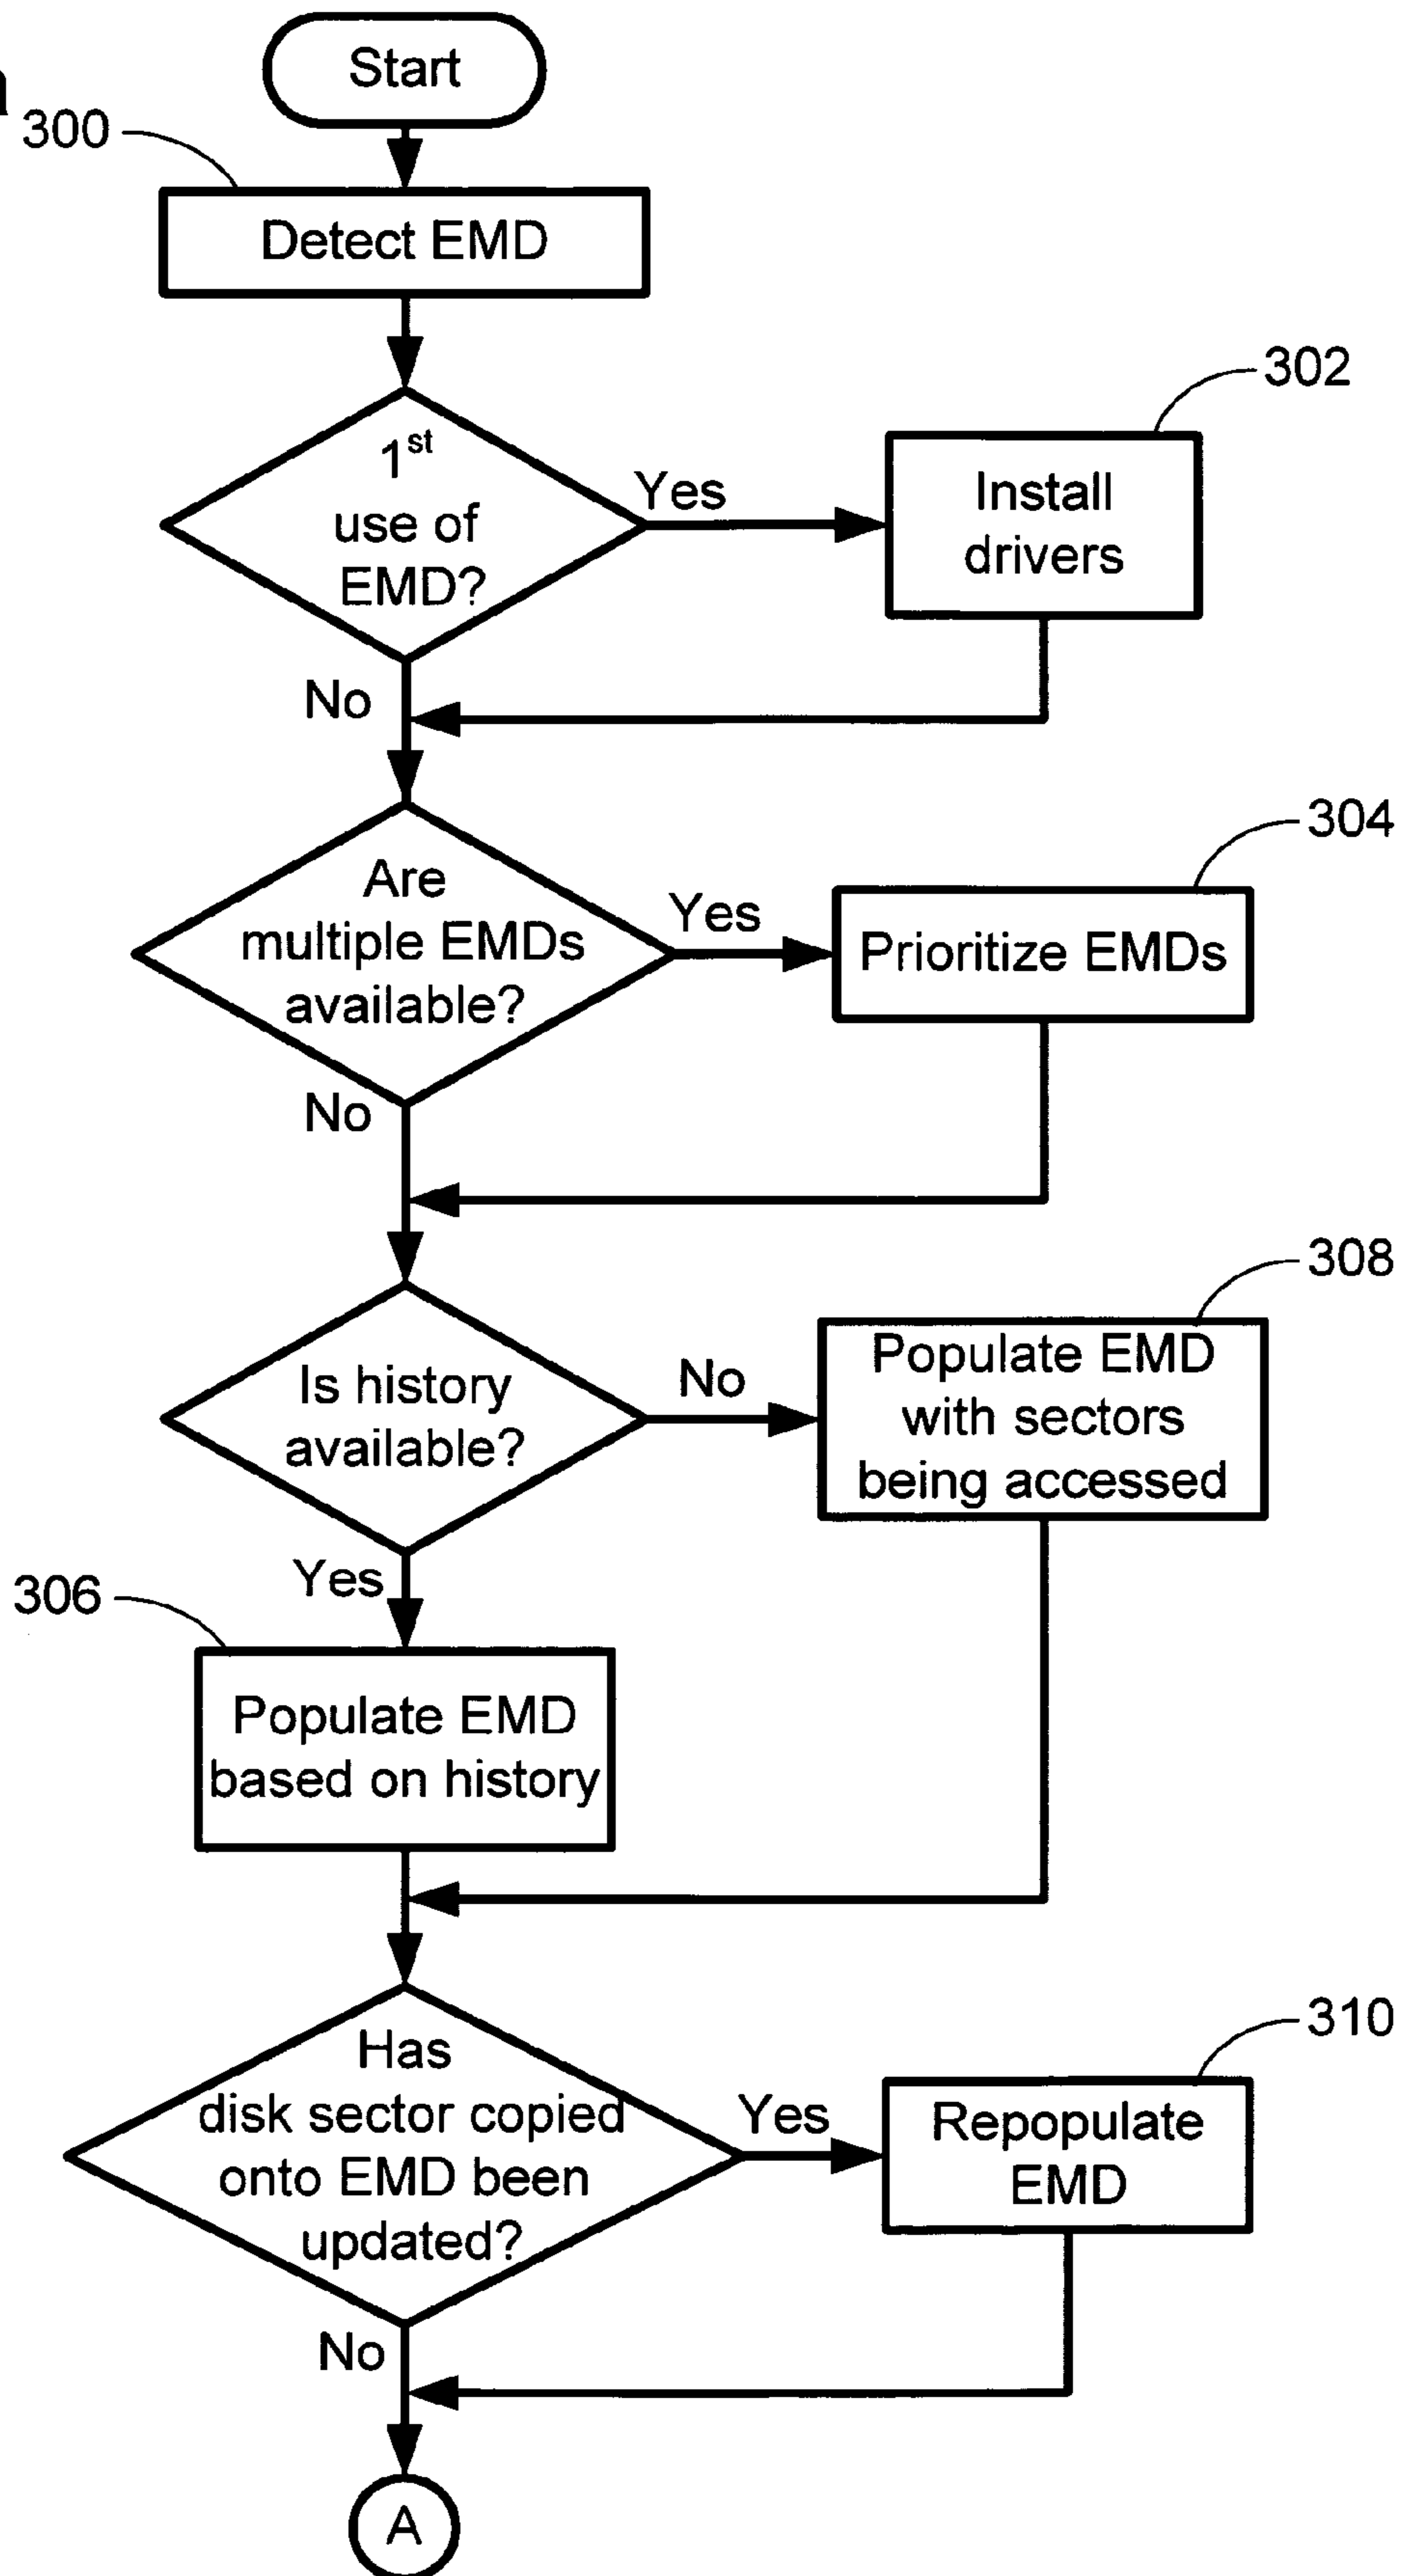 Start
300
Detect EMD
302
1st
use of
EMD?
Yes
Install
drivers
No
304
Are
multiple EMDs
available?
Yes
Prioritize EMDs
No
308
Is history
available?
No
Populate EMD
with sectors
being accessed
Yes
306
Populate EMD
based on history
310
Has
disk sector copied
onto EMD been
updated?
Yes
Repopulate
EMD
No
A